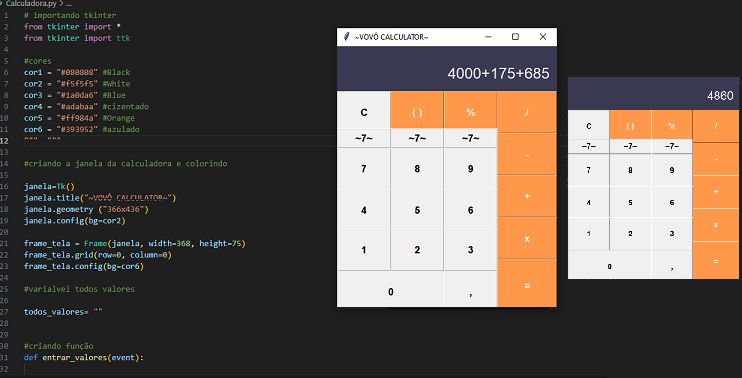 Calculadora.py > ...
1 # importando tkinter
2 from tkinter import *
3 from tkinter import ttk
4
5 #cores
6 cor1 = "#080808" #Black
7 cor2 = "#f5f5f5" #White
8 cor3 = "#1a0da6" #Blue
9 cor4 = "#adabaa" #cizentado
10 cor5 = "#ff984a" #Orange
11 cor6 = "#393952" #azulado
12 """ """
13
14 #criando a janela da calculadora e colorindo
15
16 janela=Tk()
17 janela.title("~VOVÔ CALCULATOR~")
18 janela.geometry ("366x436")
19 janela.config(bg=cor2)
20
21 frame_tela = Frame(janela, width=368, height=75)
22 frame_tela.grid(row=0, column=0)
23 frame_tela.config(bg=cor6)
24
25 #varialvel todos valores
26
27 todos_valores= ""
28
29
30 #criando função
31 def entrar_valores(event):
32
~VOVÔ CALCULATOR~
4000+175+685
C ( ) % /
~7~ ~7~ ~7~
7 8 9 -
4 5 6 +
1 2 3 x
0 , =
4860
C ( ) % /
~7~ ~7~ ~7~
7 8 9 -
4 5 6 +
1 2 3 x
0 , =